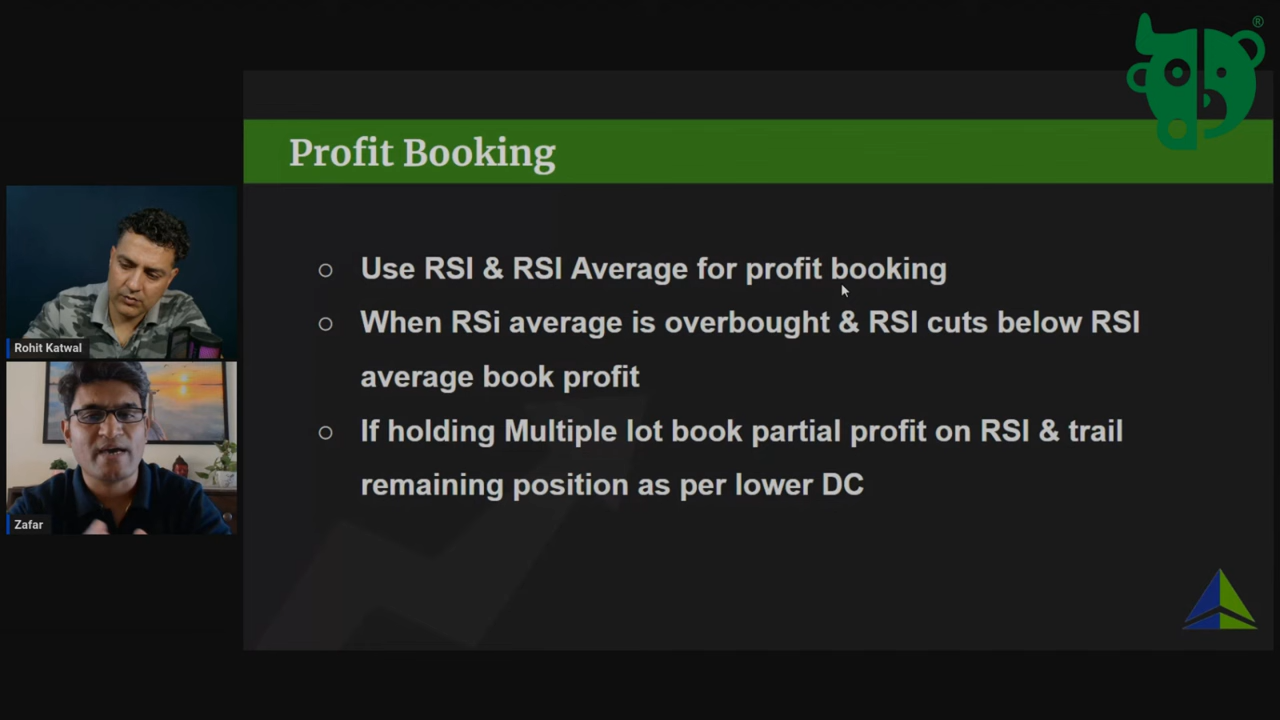 ®
Profit Booking
Use RSI & RSI Average for profit booking
When RSi average is overbought & RSI cuts below RSI
average book profit
If holding Multiple lot book partial profit on RSI & trail
remaining position as per lower DC
Rohit Katwal
Zafar